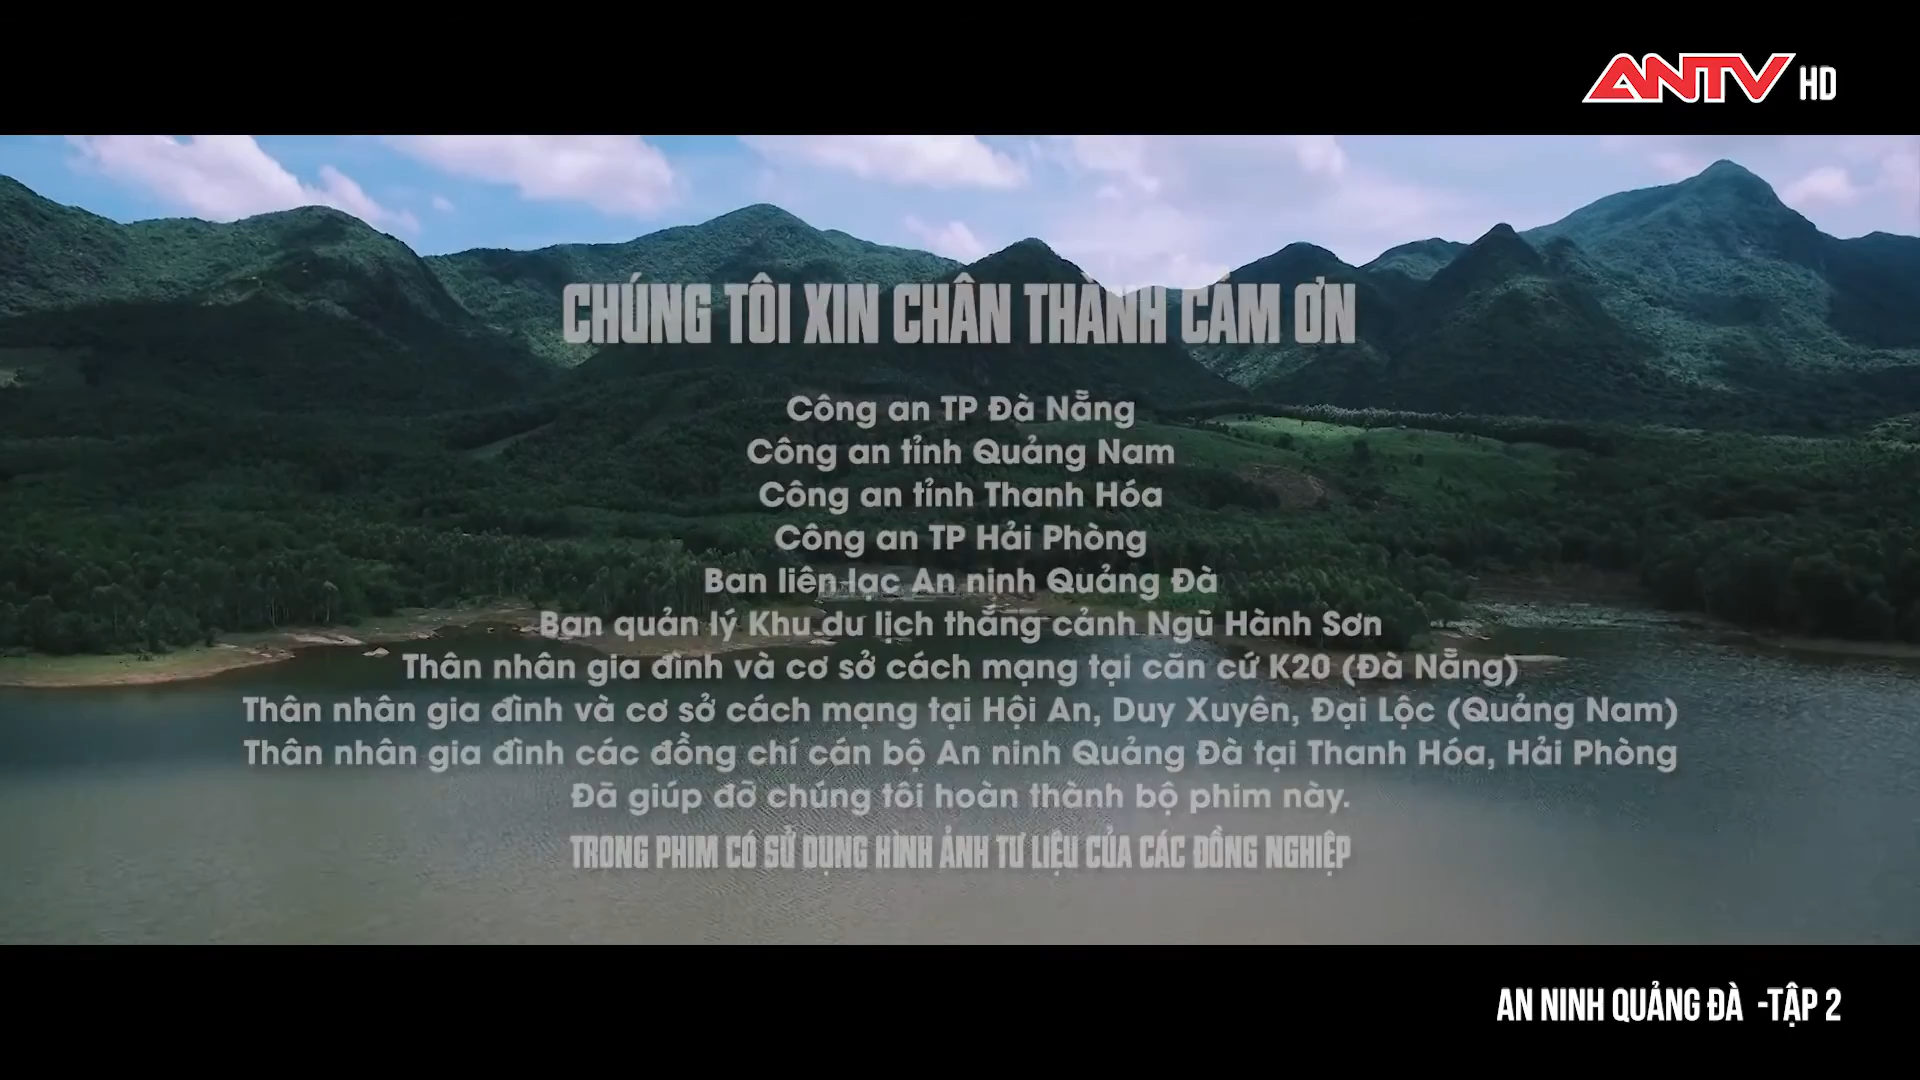 ANTV HD
CHÚNG TÔI XIN CHÂN THÀNH CÁM ƠN
Công an TP Đà Nẵng
Công an tỉnh Quảng Nam
Công an tỉnh Thanh Hóa
Công an TP Hải Phòng
Ban liên lạc An ninh Quảng Đà
Ban quản lý Khu du lịch thắng cảnh Ngũ Hành Sơn
Thân nhân gia đình và cơ sở cách mạng tại căn cứ K20 (Đà Nẵng)
Thân nhân gia đình và cơ sở cách mạng tại Hội An, Duy Xuyên, Đại Lộc (Quảng Nam)
Thân nhân gia đình các đồng chí cán bộ An ninh Quảng Đà tại Thanh Hóa, Hải Phòng
Đã giúp đỡ chúng tôi hoàn thành bộ phim này.
TRONG PHIM CÓ SỬ DỤNG HÌNH ẢNH TƯ LIỆU CỦA CÁC ĐỒNG NGHIỆP
AN NINH QUẢNG ĐÀ -TẬP 2